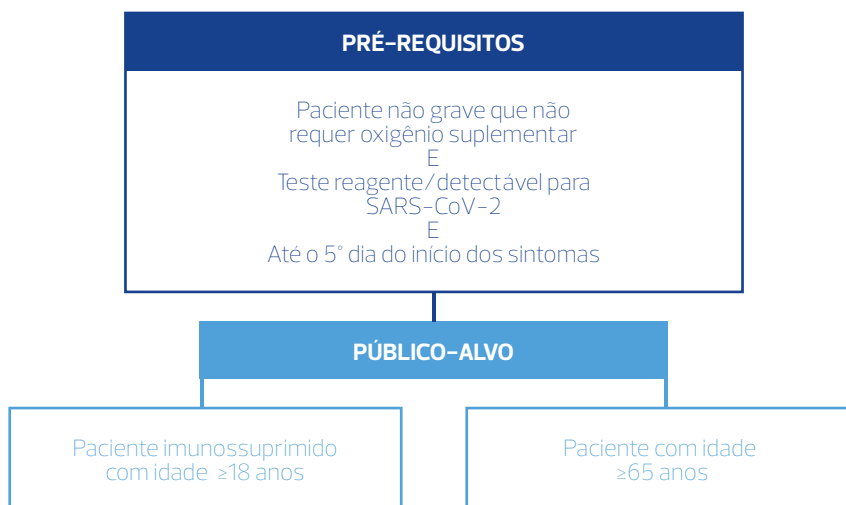 PRÉ-REQUISITOS
Paciente não grave que não
requer oxigênio suplementar
E
Teste reagente/detectável para
SARS-CoV-2
E
Até o 5° dia do início dos sintomas
PÚBLICO-ALVO
Paciente imunossuprimido
com idade ≥18 anos
Paciente com idade
≥65 anos